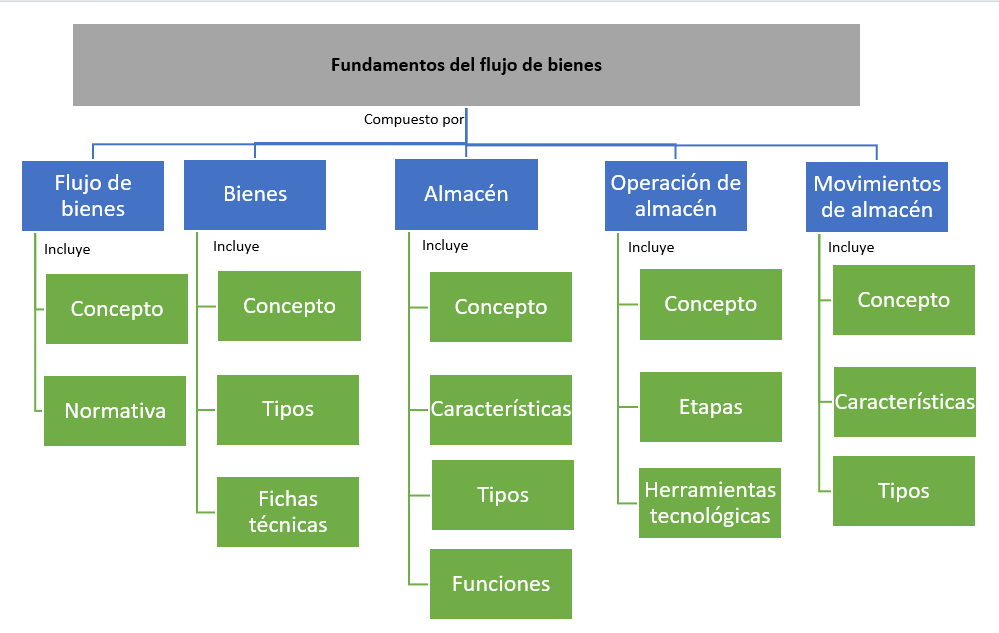 Fundamentos del flujo de bienes
Compuesto por
Flujo de
bienes
Incluye
Concepto
Normativa
Bienes
Incluye
Concepto
Tipos
Fichas
técnicas
Almacén
Incluye
Concepto
Características
Tipos
Funciones
Operación de
almacén
Incluye
Concepto
Etapas
Herramientas
tecnológicas
Movimientos
de almacén
Incluye
Concepto
Características
Tipos